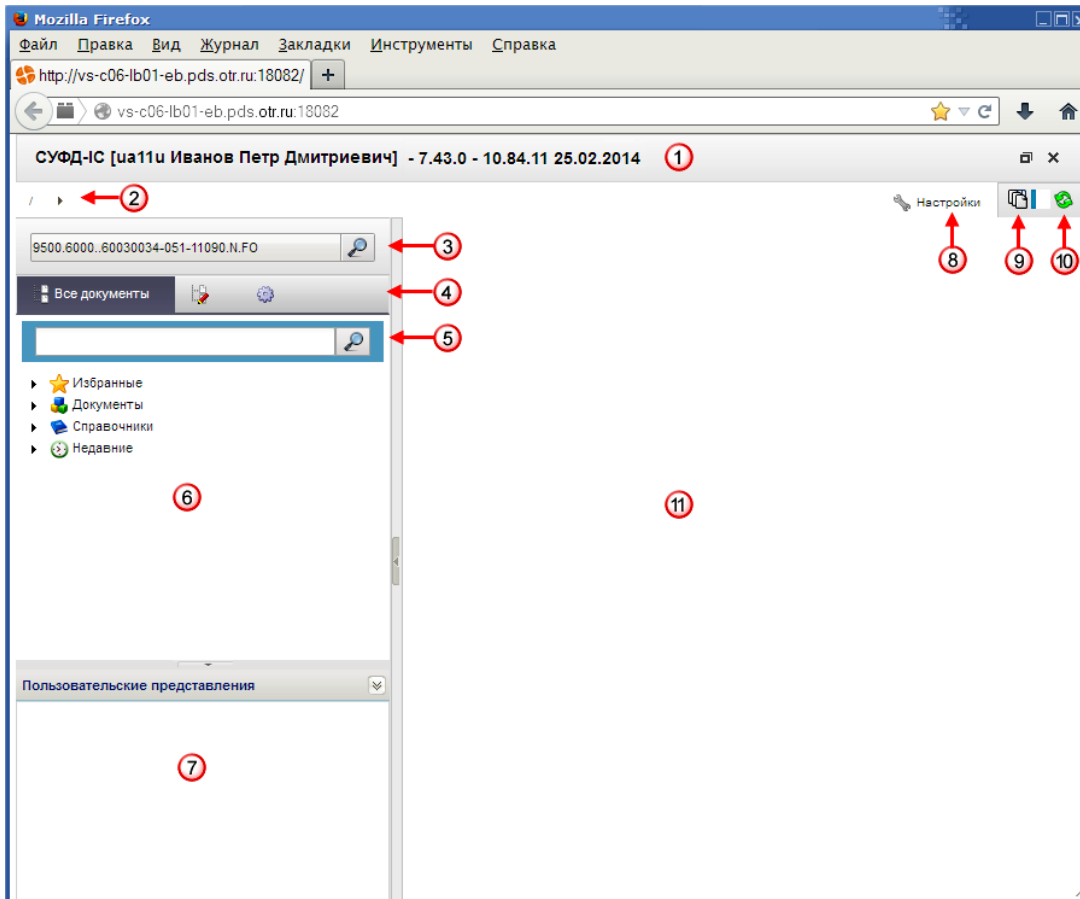 Mozilla Firefox
Файл Правка Вид Журнал Закладки Инструменты Справка
http://vs-c06-lb01-eb.pds.otr.ru:18082/ +
vs-c06-lb01-eb.pds.otr.ru:18082
СУФД-IC [ua11u Иванов Петр Дмитриевич] - 7.43.0 - 10.84.11 25.02.2014 1
/ 2 Настройки
9500.6000..60030034-051-11090.N.FO 3 8 9 10
Все документы 4
5
Избранные
Документы
Справочники
Недавние
6 11
Пользовательские представления
7